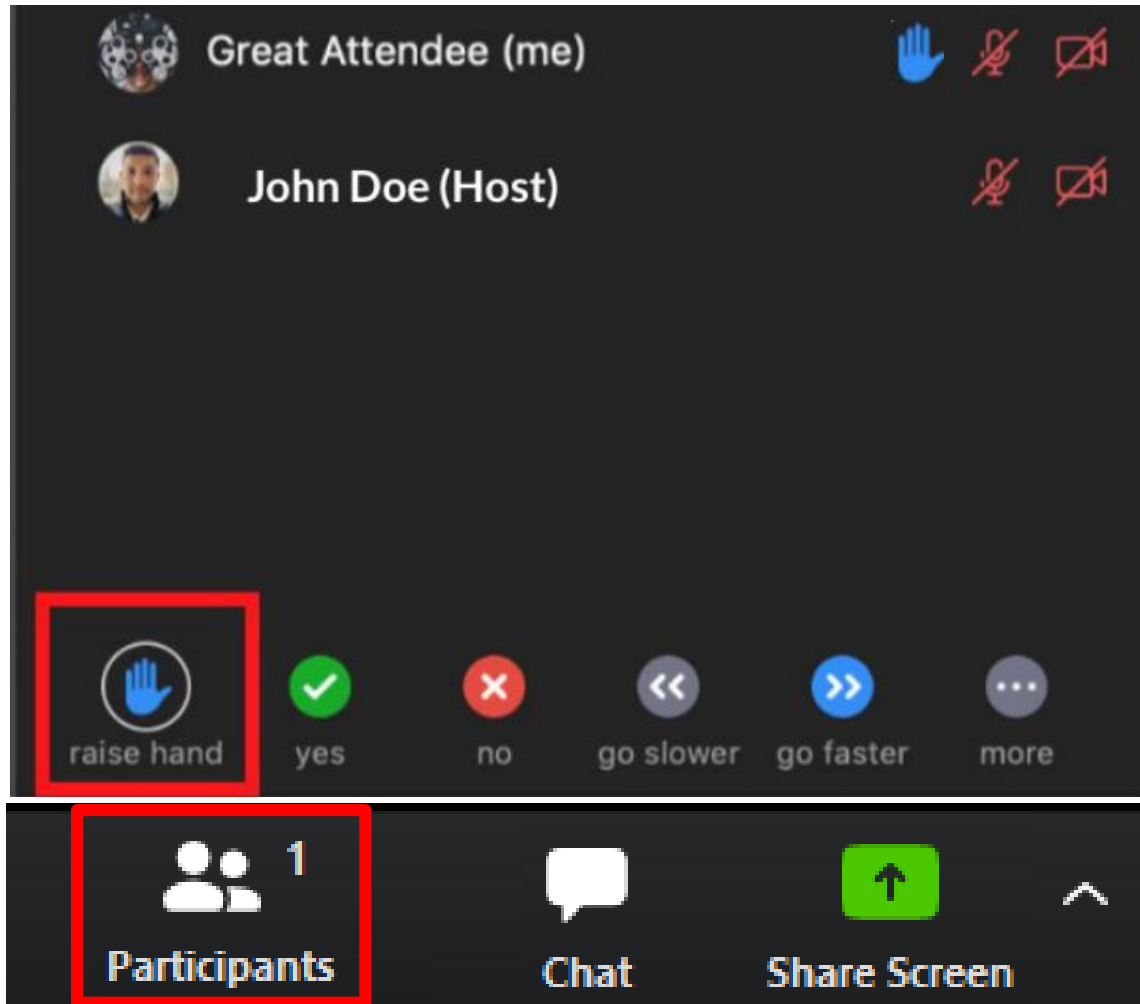 Great Attendee (me)
John Doe (Host)
raise hand yes no go slower go faster more
1
Participants Chat Share Screen